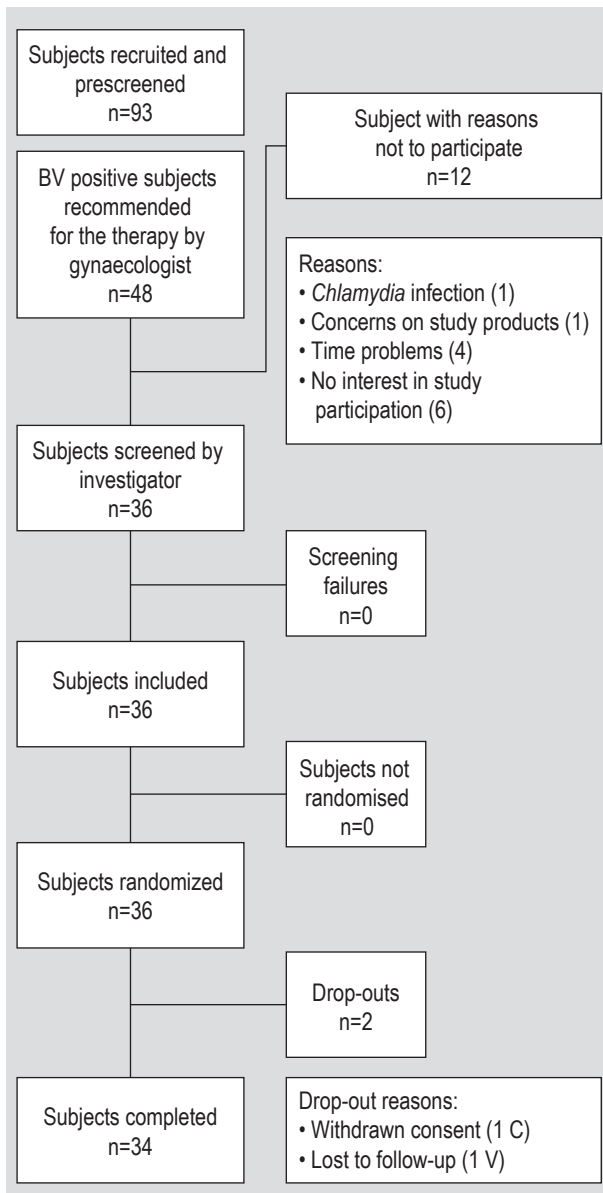 Subjects recruited and
prescreened
n=93
BV positive subjects
recommended
for the therapy by
gynaecologist
n=48
Subject with reasons
not to participate
n=12
Reasons:
• Chlamydia infection (1)
• Concerns on study products (1)
• Time problems (4)
• No interest in study
participation (6)
Subjects screened by
investigator
n=36
Screening
failures
n=0
Subjects included
n=36
Subjects not
randomised
n=0
Subjects randomized
n=36
Drop-outs
n=2
Subjects completed
n=34
Drop-out reasons:
• Withdrawn consent (1 C)
• Lost to follow-up (1 V)